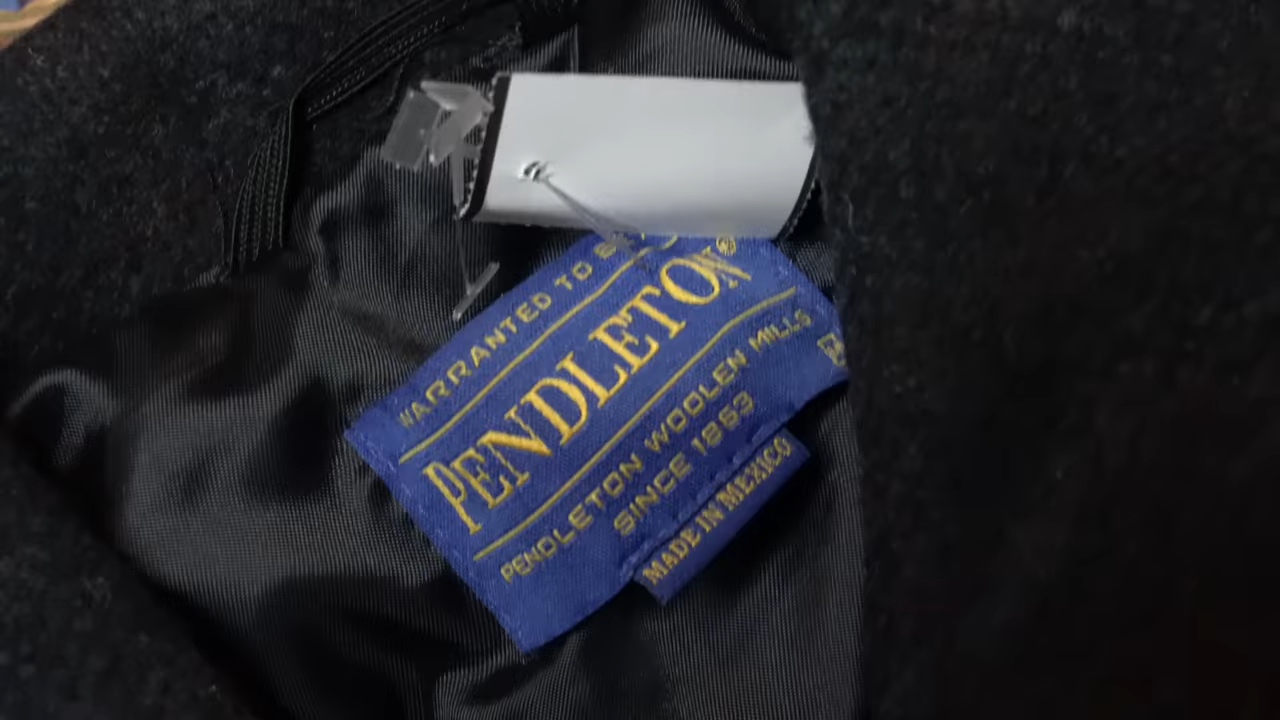 WARRANTED TO
PENDLETON®
PENDLETON WOOLEN MILLS
SINCE 1863
MADE IN MEXICO